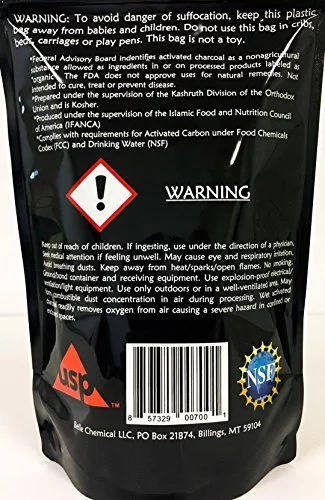 WARNING: To avoid danger of suffocation, keep this plastic
bag away from babies and children. Do not use this bag in cribs,
beds, carriages or play pens. This bag is not a toy.
*Federal Advisory Board indentifies activated charcoal as a nonagricultural
substance allowed as ingredients in or on processed products labeled as
"organic". The FDA does not approve uses for natural remedies. Not
intended to cure, treat or prevent disease.
*Prepared under the supervision of the Kashruth Division of the Orthodox
Union and is Kosher.
*Produced under supervision of the Islamic Food and Nutrition Council
of America (IFANCA)
*Complies with requirements for Activated Carbon under Food Chemicals
Codex (FCC) and Drinking Water (NSF)
WARNING
Keep out of reach of children. If ingesting, use under the direction of a physician.
Seek medical attention if feeling unwell. May cause eye and respiratory irritation.
Avoid breathing dusts. Keep away from heat/sparks/open flames. No smoking.
Ground/bond container and receiving equipment. Use explosion-proof electrical/
ventilation/light equipment. Use only outdoors or in a well-ventilated area. May
form combustible dust concentration in air during processing. Wet activated
readily removes oxygen from air causing a severe hazard in confined or
spaces.
usp
TM
8 57329 00700 1
NSF
Belle Chemical LLC, PO Box 21874, Billings, MT 59104